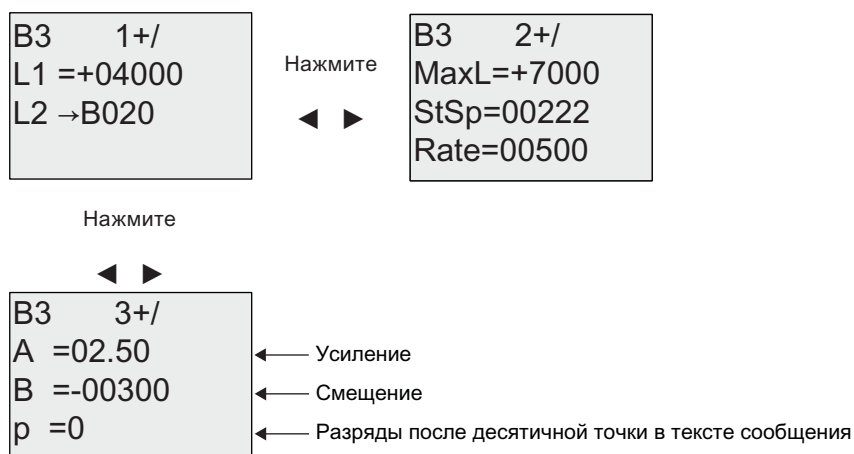 B3 1+/
L1 =+04000
L2 →B020
Нажмите
◄ ►
B3 2+/
MaxL=+7000
StSp=00222
Rate=00500
Нажмите
◄ ►
B3 3+/
A =02.50
B =-00300
p =0
Усиление
Смещение
Разряды после десятичной точки в тексте сообщения